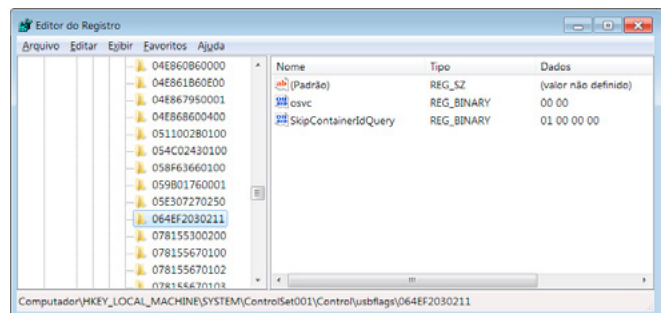 Editor do Registro
Arquivo Editar Exibir Favoritos Ajuda
04E860B60000
04E861B60E00
04E867950001
04E868600400
0511002B0100
054C02430100
058F63660100
059B01760001
05E307270250
064EF2030211
078155300200
078155670100
078155670102
078155670103
Nome Tipo Dados
(Padrão) REG_SZ (valor não definido)
osvc REG_BINARY 00 00
SkipContainerIdQuery REG_BINARY 01 00 00 00
Computador\HKEY_LOCAL_MACHINE\SYSTEM\ControlSet001\Control\usbflags\064EF2030211